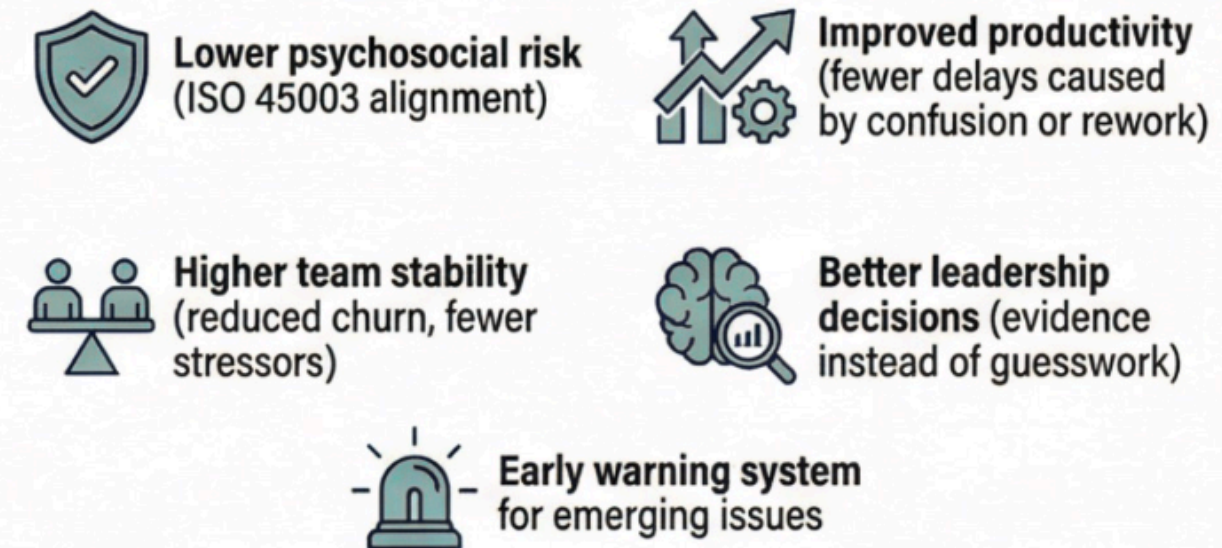 Lower psychosocial risk
(ISO 45003 alignment)
Improved productivity
(fewer delays caused
by confusion or rework)
Higher team stability
(reduced churn, fewer
stressors)
Better leadership
decisions (evidence
instead of guesswork)
Early warning system
for emerging issues